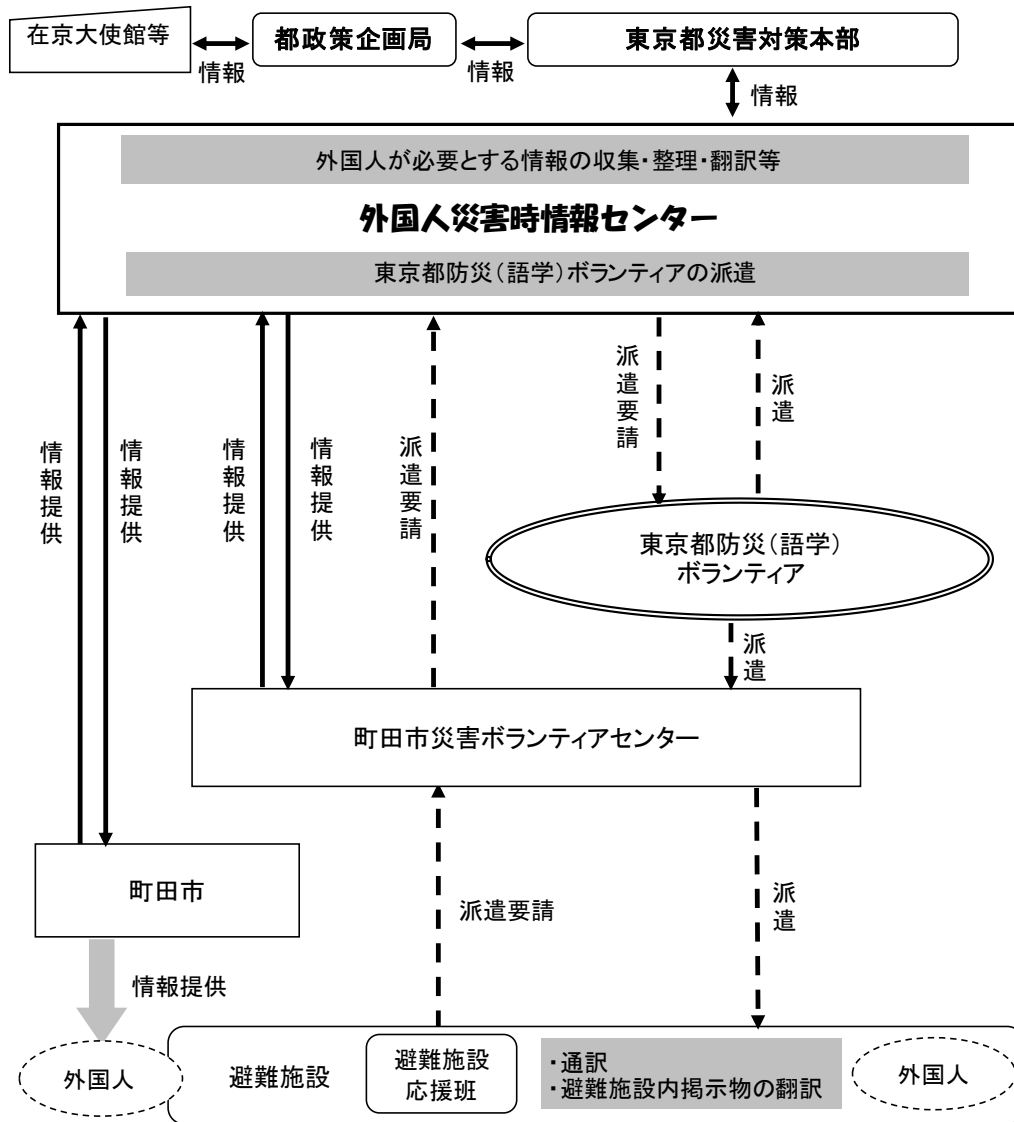 在京大使館等
都政策企画局
東京都災害対策本部
情報
情報
情報
外国人が必要とする情報の収集・整理・翻訳等
外国人災害時情報センター
東京都防災(語学)ボランティアの派遣
情報提供
情報提供
情報提供
情報提供
派遣要請
派遣要請
派遣
東京都防災(語学)
ボランティア
派遣
町田市災害ボランティアセンター
町田市
派遣要請
派遣
情報提供
外国人
避難施設
避難施設
応援班
・通訳
・避難施設内掲示物の翻訳
外国人